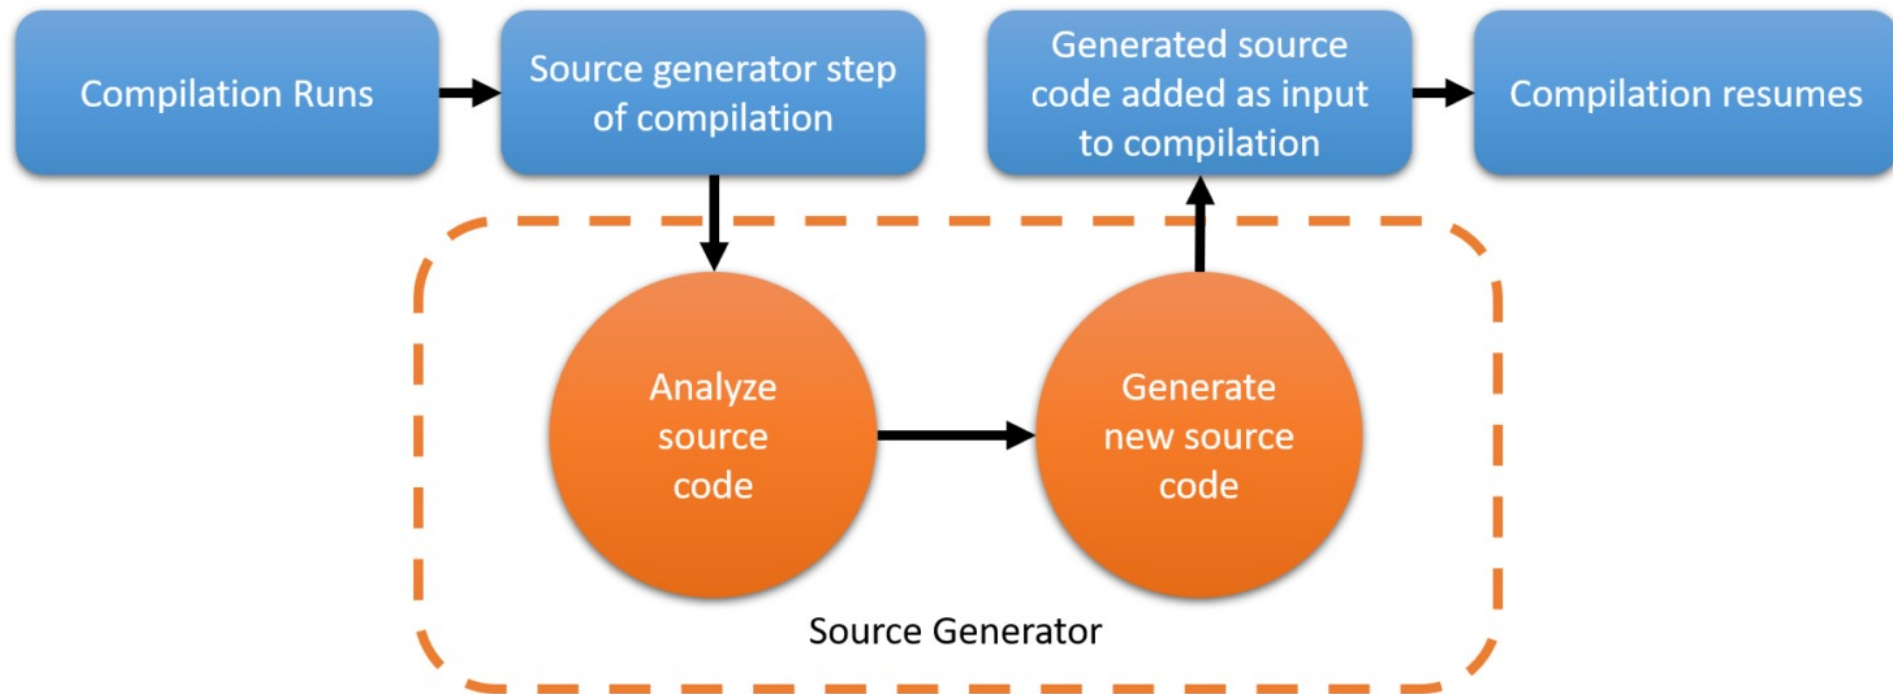 Compilation Runs
Source generator step
of compilation
Generated source
code added as input
to compilation
Compilation resumes
Analyze
source
code
Generate
new source
code
Source Generator